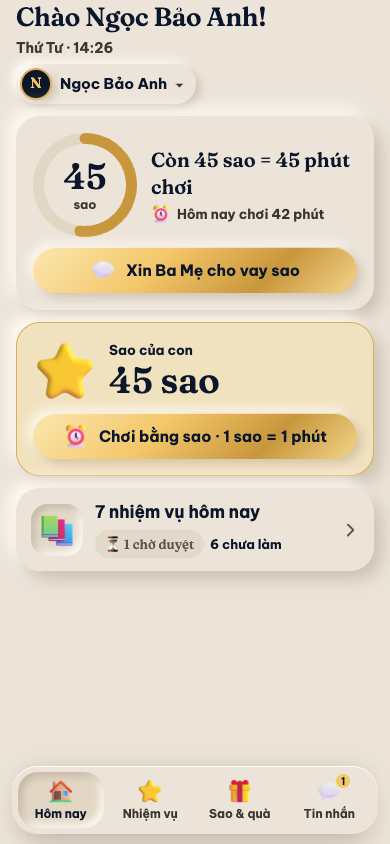 Chào Ngọc Bảo Anh!
Thứ Tư · 14:26
N Ngọc Bảo Anh
45
sao
Còn 45 sao = 45 phút
chơi
Hôm nay chơi 42 phút
Xin Ba Mẹ cho vay sao
Sao của con
45 sao
Chơi bằng sao · 1 sao = 1 phút
7 nhiệm vụ hôm nay
1 chờ duyệt 6 chưa làm
1
Hôm nay Nhiệm vụ Sao & quà Tin nhắn